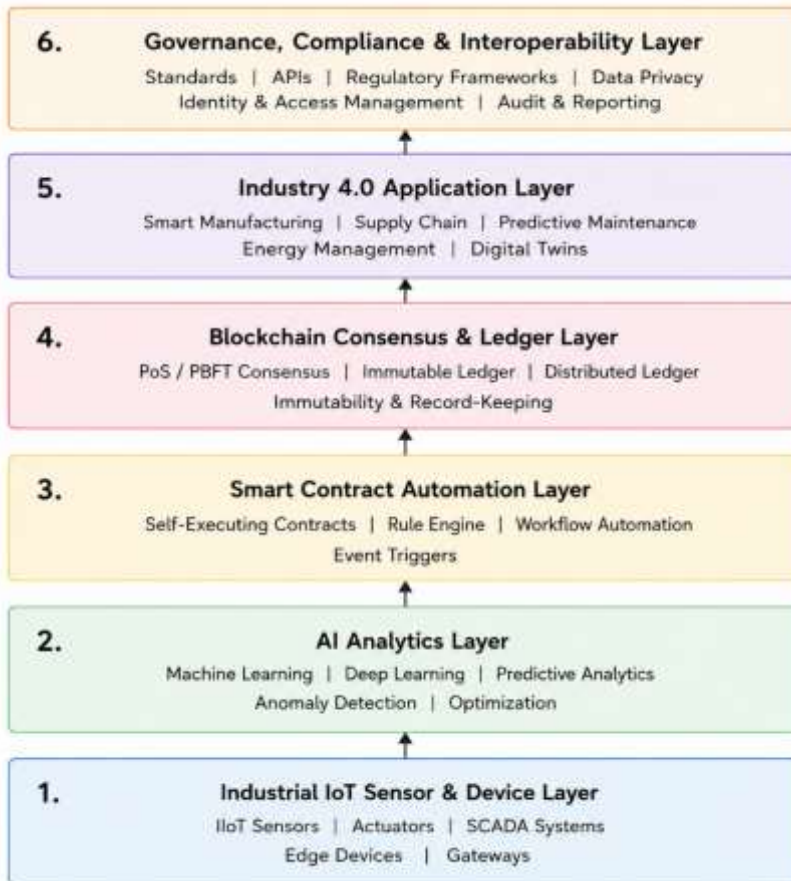 6. Governance, Compliance & Interoperability Layer
Standards | APIs | Regulatory Frameworks | Data Privacy
Identity & Access Management | Audit & Reporting
5. Industry 4.0 Application Layer
Smart Manufacturing | Supply Chain | Predictive Maintenance
Energy Management | Digital Twins
4. Blockchain Consensus & Ledger Layer
PoS / PBFT Consensus | Immutable Ledger | Distributed Ledger
Immutability & Record-Keeping
3. Smart Contract Automation Layer
Self-Executing Contracts | Rule Engine | Workflow Automation
Event Triggers
2. AI Analytics Layer
Machine Learning | Deep Learning | Predictive Analytics
Anomaly Detection | Optimization
1. Industrial IoT Sensor & Device Layer
IIoT Sensors | Actuators | SCADA Systems
Edge Devices | Gateways